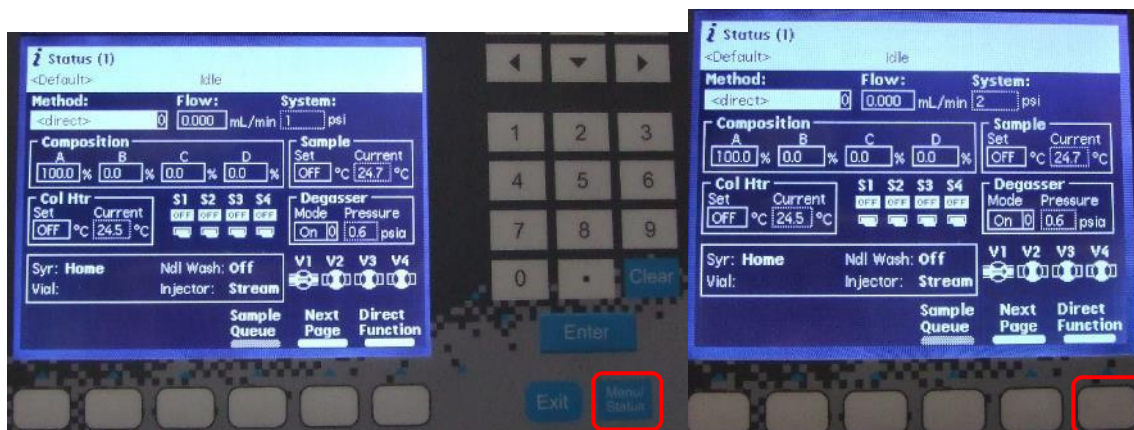 i Status (1)
<Default> Idle
Method: Flow: System:
<direct> 0 0.000 mL/min 1 psi
Composition Sample
A B C D Set Current
100.0 % 0.0 % 0.0 % 0.0 % OFF °C 24.7 °C
Col Htr S1 S2 S3 S4 Degasser
Set Current OFF OFF OFF OFF Mode Pressure
OFF °C 24.5 °C On 0 0.6 psia
Syr: Home Ndl Wash: Off V1 V2 V3 V4
Vial: Injector: Stream
Sample Next Direct
Queue Page Function
1 2 3
4 5 6
7 8 9
0 . Clear
Enter
Exit Menu/
Status
i Status (1)
<Default> Idle
Method: Flow: System:
<direct> 0 0.000 mL/min 2 psi
Composition Sample
A B C D Set Current
100.0 % 0.0 % 0.0 % 0.0 % OFF °C 24.7 °C
Col Htr S1 S2 S3 S4 Degasser
Set Current OFF OFF OFF OFF Mode Pressure
OFF °C 24.5 °C On 0 0.6 psia
Syr: Home Ndl Wash: Off V1 V2 V3 V4
Vial: Injector: Stream
Sample Next Direct
Queue Page Function